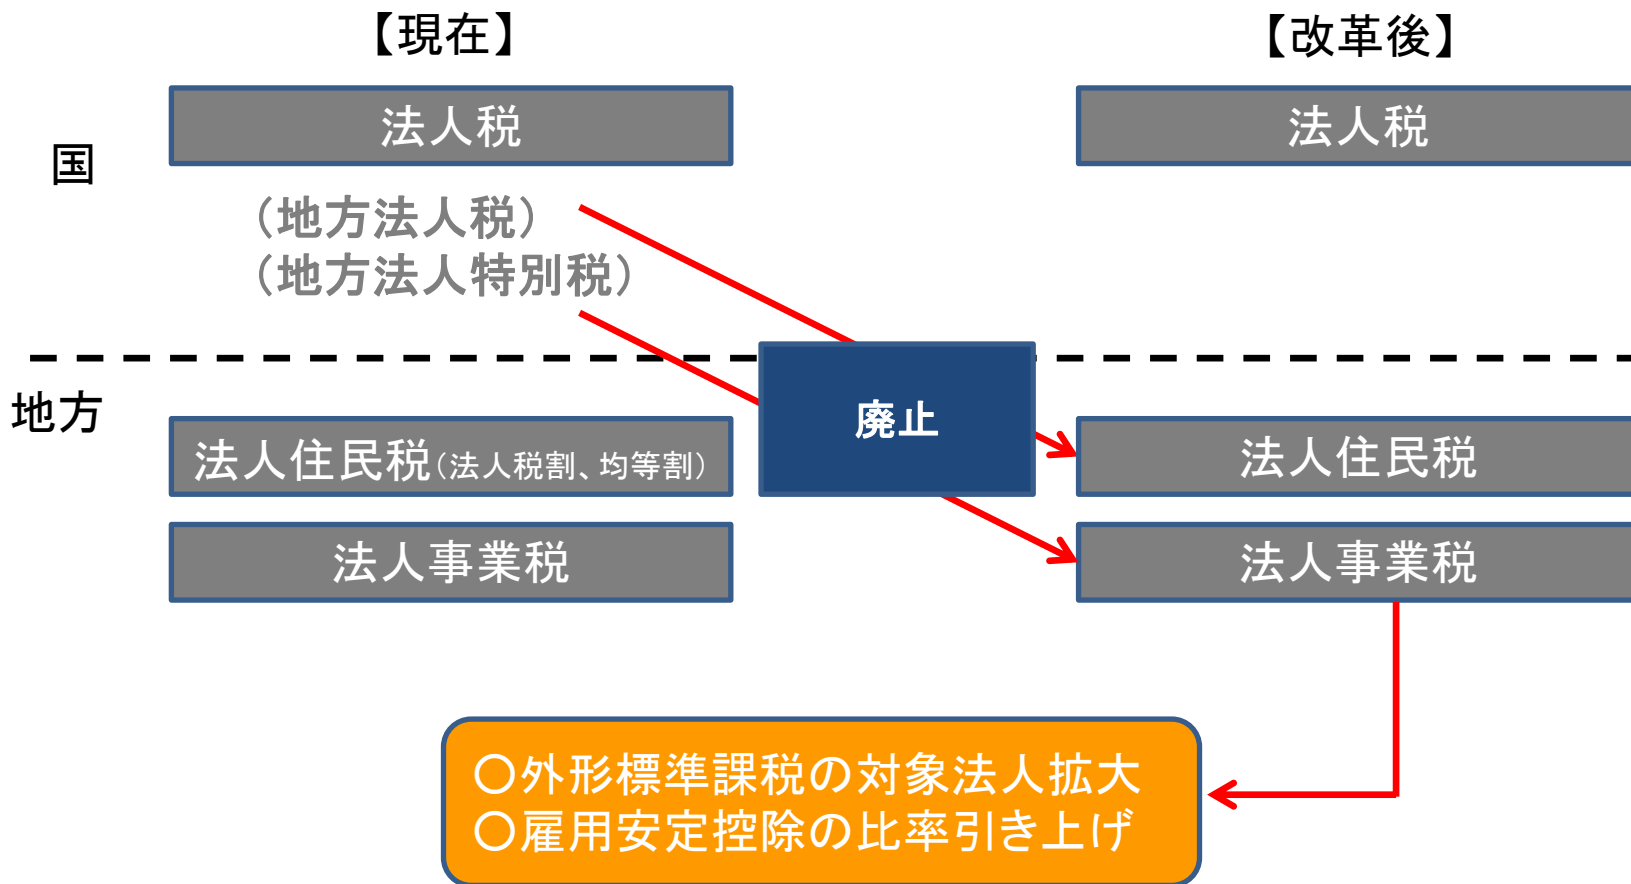 【現在】
【改革後】
国
法人税
法人税
（地方法人税）
（地方法人特別税）
地方
廃止
法人住民税（法人税割、均等割）
法人住民税
法人事業税
法人事業税
○外形標準課税の対象法人拡大
○雇用安定控除の比率引き上げ